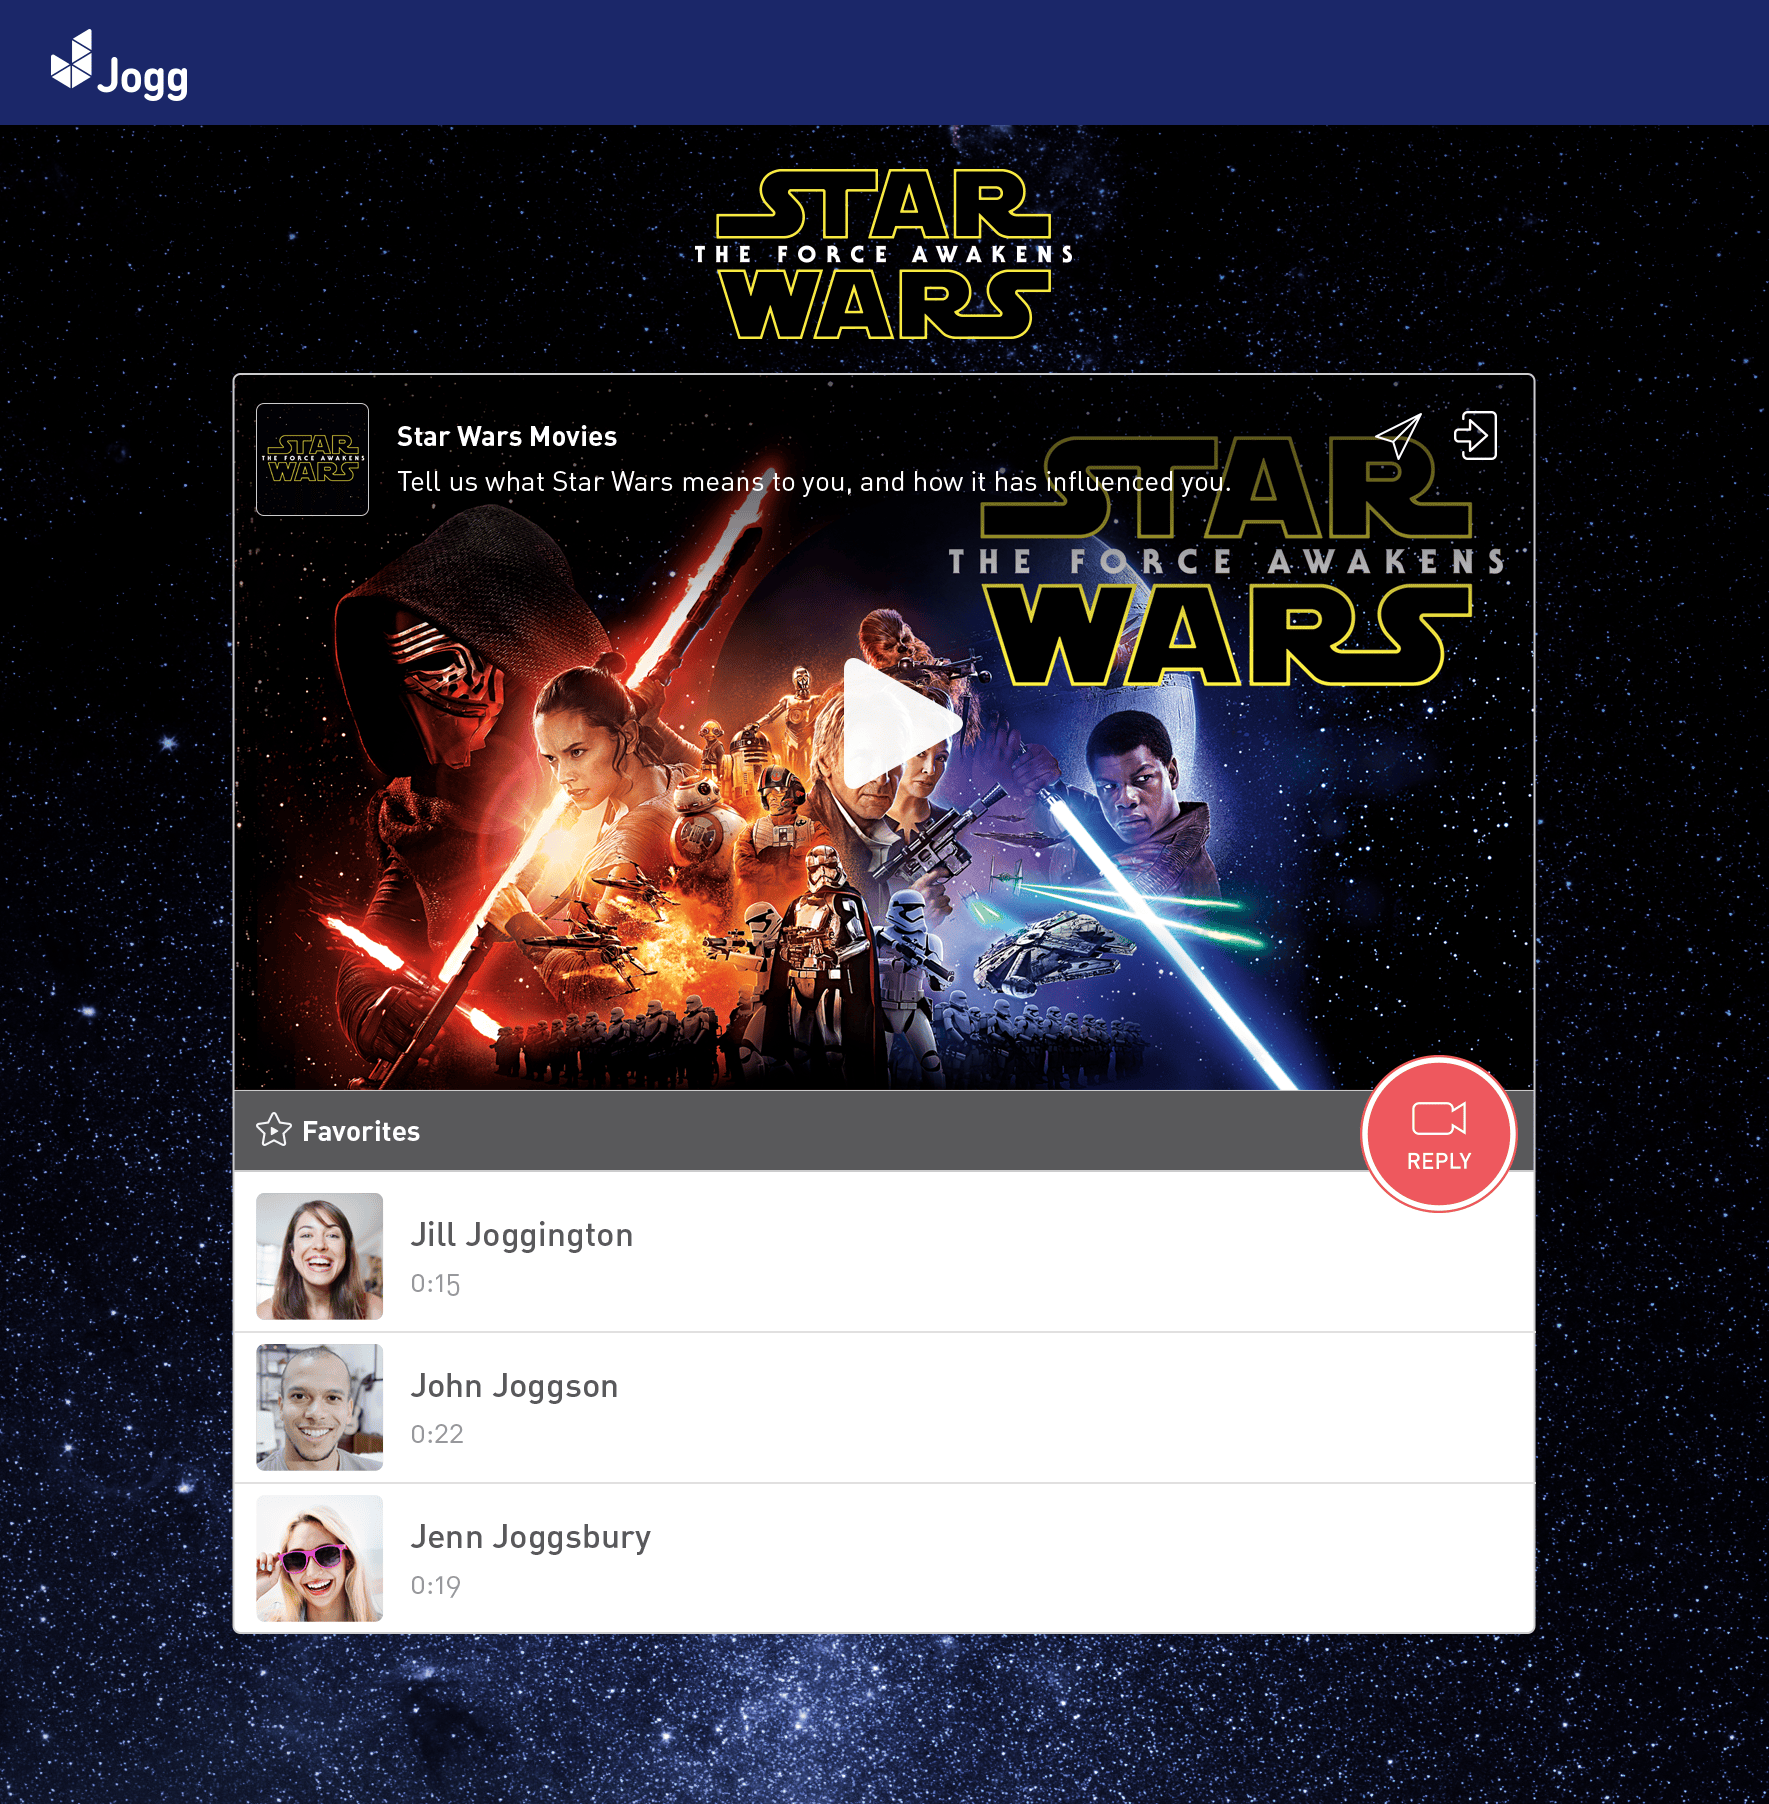 Jogg
STAR
THE FORCE AWAKENS
WARS
STAR
THE FORCE AWAKENS
WARS
Star Wars Movies
Tell us what Star Wars means to you, and how it has influenced you.
STAR
THE FORCE AWAKENS
WARS
Favorites
REPLY
Jill Joggington
0:15
John Joggson
0:22
Jenn Joggsbury
0:19